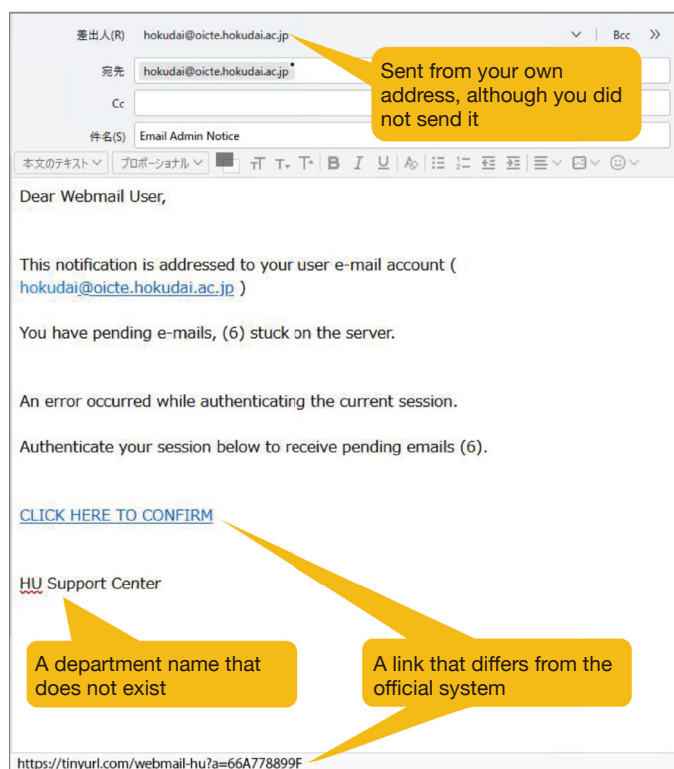 差出人(R) hokudai@oicte.hokudai.ac.jp Bcc
宛先 hokudai@oicte.hokudai.ac.jp
Cc
件名(S) Email Admin Notice
Sent from your own
address, although you did
not send it
本文のテキスト プロポーショナル
Dear Webmail User,
This notification is addressed to your user e-mail account (
hokudai@oicte.hokudai.ac.jp )
You have pending e-mails, (6) stuck on the server.
An error occurred while authenticating the current session.
Authenticate your session below to receive pending emails (6).
CLICK HERE TO CONFIRM
HU Support Center
A department name that
does not exist
A link that differs from the
official system
https://tinyurl.com/webmail-hu?a=66A778899F